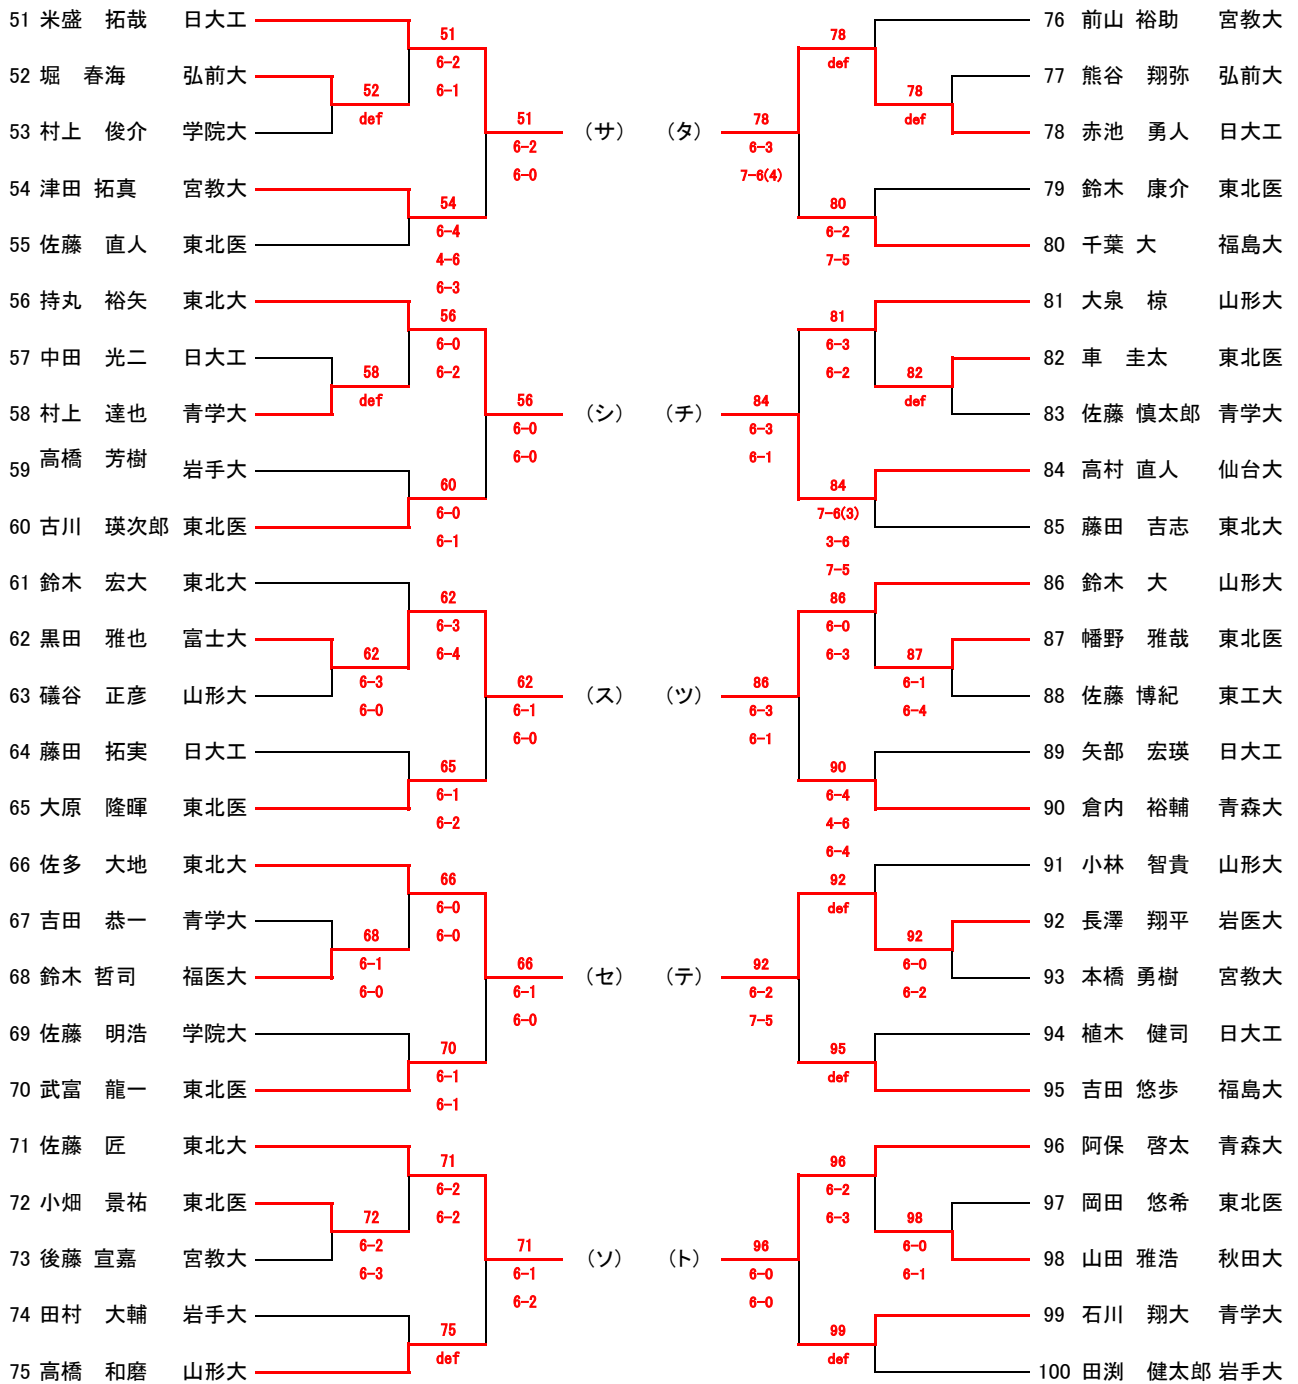 51 米盛　拓哉　日大工
51
6-2
6-1
52 堀　春海　弘前大
52
def
53 村上　俊介　学院大
51
6-2
6-0
(サ)
54 津田 拓真　宮教大
54
6-4
4-6
6-3
55 佐藤　直人　東北医
56 持丸　裕矢　東北大
56
6-0
6-2
57 中田　光二　日大工
58
def
58 村上　達也　青学大
56
6-0
6-0
(シ)
59 高橋　芳樹　岩手大
60
6-0
6-1
60 古川　瑛次郎 東北医
61 鈴木　宏大　東北大
62
6-3
6-4
62 黒田　雅也　富士大
62
6-3
6-0
63 礒谷　正彦　山形大
62
6-1
6-0
(ス)
64 藤田　拓実　日大工
65
6-1
6-2
65 大原　隆暉　東北医
66 佐多　大地　東北大
66
6-0
6-0
67 吉田　恭一　青学大
68
6-1
6-0
68 鈴木 哲司　福医大
66
6-1
6-0
(セ)
69 佐藤　明浩　学院大
70
6-1
6-1
70 武富　龍一　東北医
71 佐藤　匠　東北大
71
6-2
6-2
72 小畑　景祐　東北医
72
6-2
6-3
73 後藤 宣嘉　宮教大
71
6-1
6-2
(ソ)
74 田村　大輔　岩手大
75
def
75 高橋　和磨　山形大
76 前山 裕助　宮教大
78
def
77 熊谷　翔弥　弘前大
78
def
78 赤池　勇人　日大工
(タ)
78
6-3
7-6(4)
79 鈴木　康介　東北医
80
6-2
7-5
80 千葉 大　福島大
81 大泉　椋　山形大
81
6-3
6-2
82 車　圭太　東北医
82
def
83 佐藤 慎太郎 青学大
(チ)
84
6-3
6-1
84 高村 直人　仙台大
84
7-6(3)
3-6
7-5
85 藤田　吉志　東北大
86 鈴木　大　山形大
86
6-0
6-3
87 幡野　雅哉　東北医
87
6-1
6-4
88 佐藤 博紀　東工大
(ツ)
86
6-3
6-1
89 矢部　宏瑛　日大工
90
6-4
4-6
6-4
90 倉内　裕輔　青森大
91 小林　智貴　山形大
92
def
92 長澤　翔平　岩医大
92
6-0
6-2
93 本橋 勇樹　宮教大
(テ)
92
6-2
7-5
94 植木　健司　日大工
95
def
95 吉田 悠歩　福島大
96 阿保　啓太　青森大
96
6-2
6-3
97 岡田　悠希　東北医
98
6-0
6-1
98 山田 雅浩　秋田大
(ト)
96
6-0
6-0
99 石川　翔大　青学大
99
def
100 田渕　健太郎 岩手大